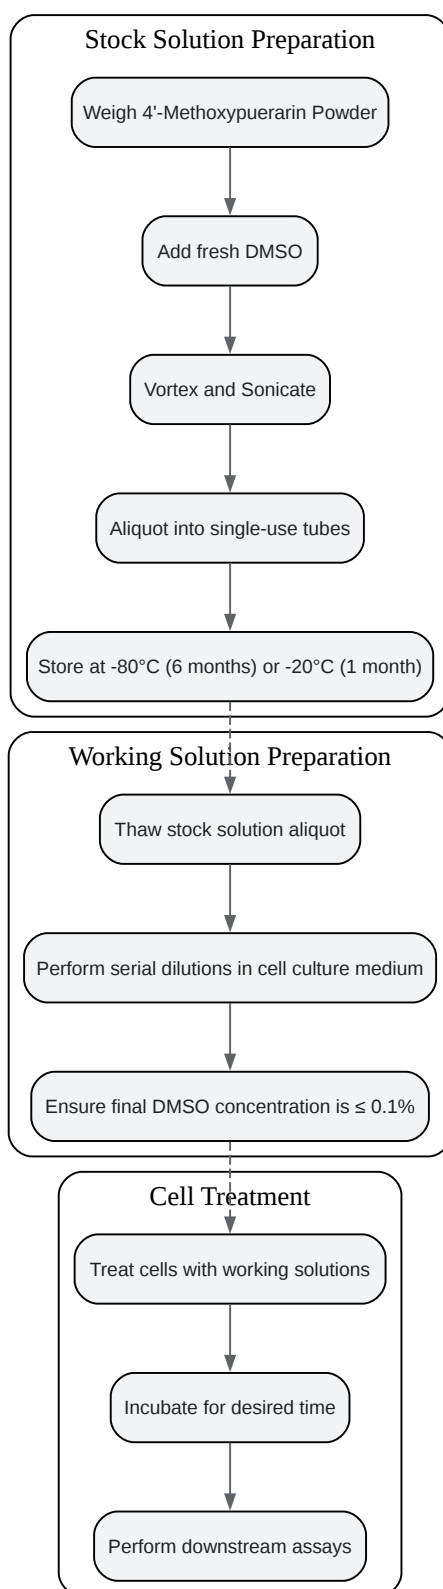 Stock Solution Preparation
Weigh 4'-Methoxypuerarin Powder
Add fresh DMSO
Vortex and Sonicate
Aliquot into single-use tubes
Store at -80°C (6 months) or -20°C (1 month)
Working Solution Preparation
Thaw stock solution aliquot
Perform serial dilutions in cell culture medium
Ensure final DMSO concentration is ≤ 0.1%
Cell Treatment
Treat cells with working solutions
Incubate for desired time
Perform downstream assays